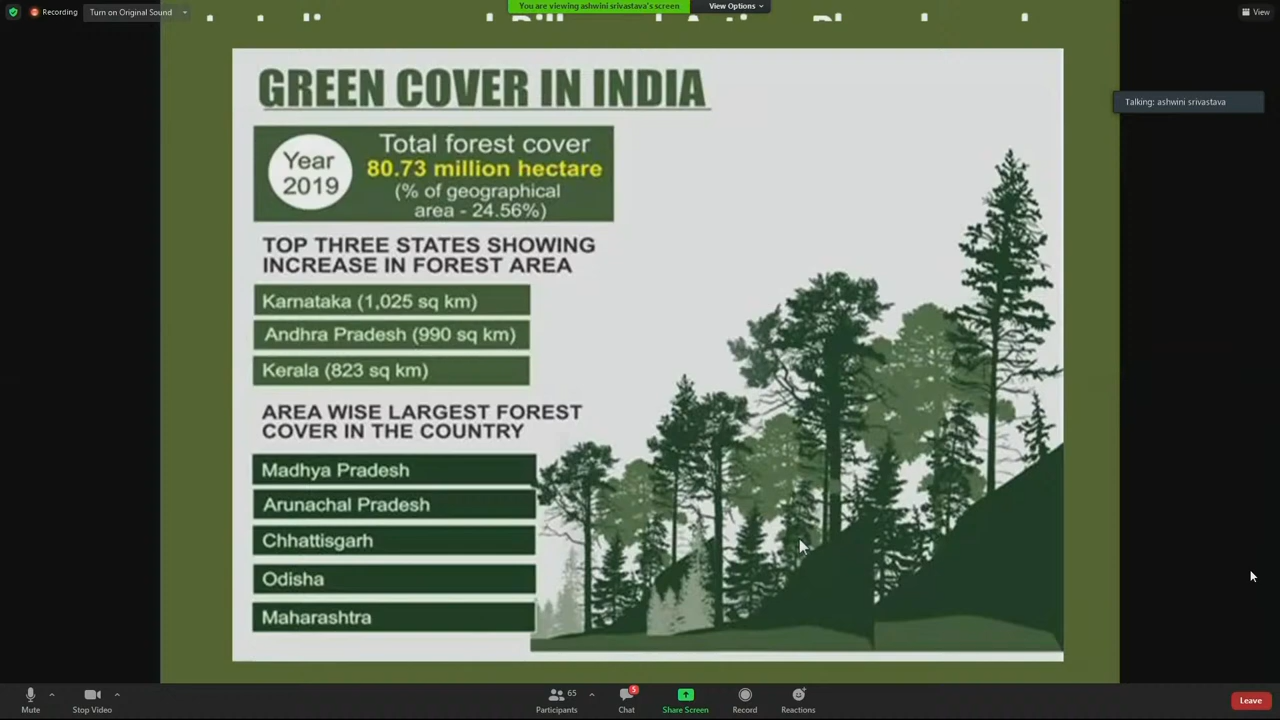 Recording
Turn on Original Sound
You are viewing ashwini srivastava's screen
View Options
View
Talking: ashwini srivastava
GREEN COVER IN INDIA
Year
2019
Total forest cover
80.73 million hectare
(% of geographical
area - 24.56%)
TOP THREE STATES SHOWING
INCREASE IN FOREST AREA
Karnataka (1,025 sq km)
Andhra Pradesh (990 sq km)
Kerala (823 sq km)
AREA WISE LARGEST FOREST
COVER IN THE COUNTRY
Madhya Pradesh
Arunachal Pradesh
Chhattisgarh
Odisha
Maharashtra
Mute
Stop Video
65
Participants
5
Chat
Share Screen
Record
Reactions
Leave